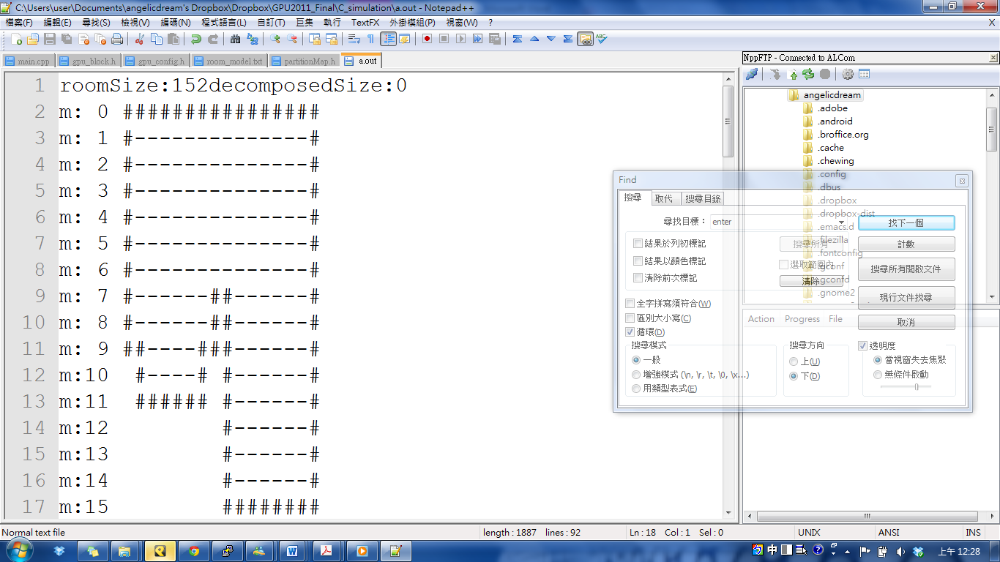 C:\Users\user\Documents\angelicdream's Dropbox\Dropbox\GPU2011_Final\C_simulation\a.out - Notepad++
檔案(F) 編輯(E) 尋找(S) 檢視(V) 編碼(N) 程式語言(L) 自訂(T) 巨集 執行 TextFX 外掛模組(P) 視窗(W) ? X
main.cpp gpu_block.h gpu_config.h room_model.txt partitionMap.h a.out
1 roomSize:152decomposedSize:0
2 m: 0 ################
3 m: 1 #--------------#
4 m: 2 #--------------#
5 m: 3 #--------------#
6 m: 4 #--------------#
7 m: 5 #--------------#
8 m: 6 #--------------#
9 m: 7 #------##------#
10 m: 8 #------##------#
11 m: 9 ##----###------#
12 m:10  #----# #------#
13 m:11  ###### #------#
14 m:12         #------#
15 m:13         #------#
16 m:14         #------#
17 m:15         ########
NppFTP - Connected to ALCom
angelicdream
.adobe
.android
.broffice.org
.cache
.chewing
.config
.dbus
.dropbox
.dropbox-dist
.emacs.d
.filezilla
.fontconfig
.gconf
.gconfd
.gnome2
Action Progress File
Find
搜尋 取代 搜尋目錄
尋找目標： enter 找下一個
結果於列初標記 搜尋所有 計數
結果以顏色標記 選取範圍內 搜尋所有開啟文件
清除前次標記 清除 現行文件找尋
全字拼寫須符合(W)
區別大小寫(C) 取消
循環(D)
搜尋模式 搜尋方向 透明度
一般 上(U) 當視窗失去焦聚
增強模式 (\n, \r, \t, \0, \x...) 下(D) 無條件啟動
用類型表式(E)
Normal text file length : 1887 lines : 92 Ln : 18 Col : 1 Sel : 0 UNIX ANSI INS
中 上午 12:28